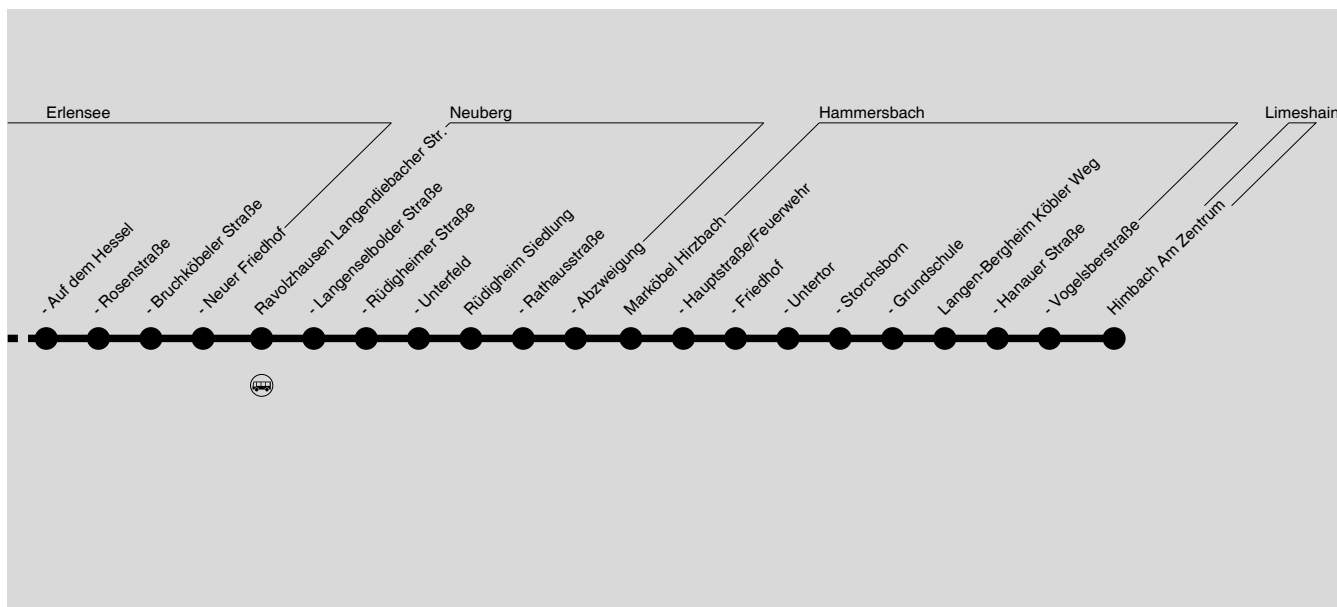 Erlensee
Neuberg
Hammersbach
Limeshain
- Auf dem Hessel
- Rosenstraße
- Bruchköbeler Straße
- Neuer Friedhof
Ravolzhausen Langendiebacher Str.
- Langenselbolder Straße
- Rüdigheimer Straße
- Unterfeld
Rüdigheim Siedlung
- Rathausstraße
- Abzweigung
Marköbel Hirzbach
- Hauptstraße/Feuerwehr
- Friedhof
- Untertor
- Storchsborn
- Grundschule
Langen-Bergheim Köbler Weg
- Hanauer Straße
- Vogelsberstraße
Himbach Am Zentrum